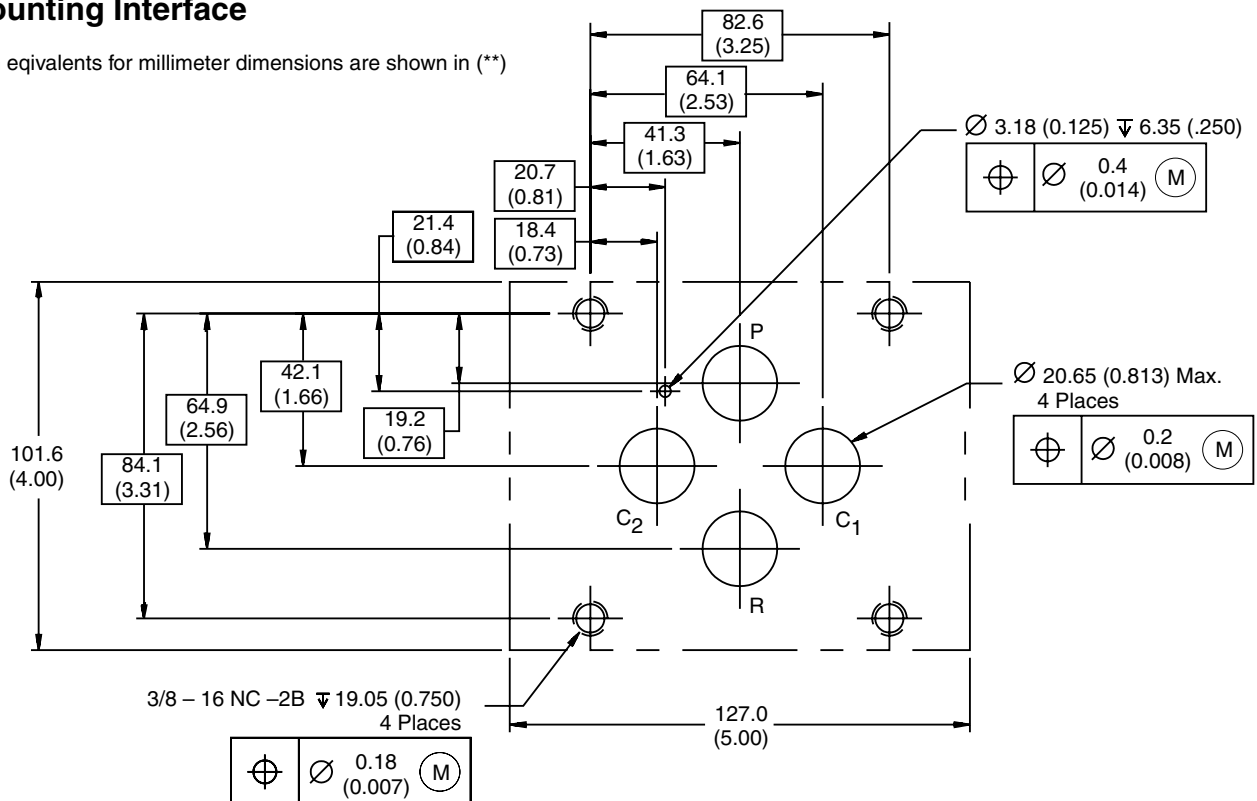 ounting Interface
eqivalents for millimeter dimensions are shown in (**)
82.6
(3.25)
64.1
(2.53)
41.3
(1.63)
20.7
(0.81)
18.4
(0.73)
21.4
(0.84)
⌀ 3.18 (0.125) ↧ 6.35 (.250)
⌖ ⌀ 0.4
(0.014) Ⓜ
P
42.1
(1.66)
64.9
(2.56)
19.2
(0.76)
101.6
(4.00)
84.1
(3.31)
⌀ 20.65 (0.813) Max.
4 Places
⌖ ⌀ 0.2
(0.008) Ⓜ
C2
C1
R
3/8 – 16 NC –2B ↧ 19.05 (0.750)
4 Places
⌖ ⌀ 0.18
(0.007) Ⓜ
127.0
(5.00)